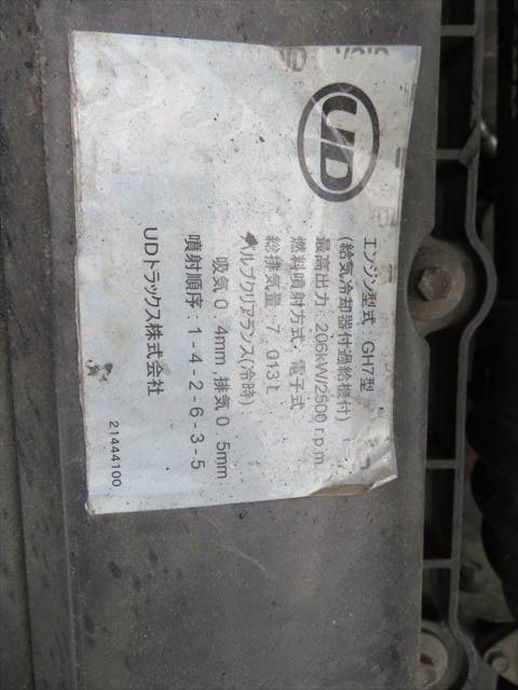 UD
エンジン型式：GH7型
(給気冷却器付過給機付)
最高出力：206kW/2500rpm
燃料噴射方式：電子式
総排気量：7.013ℓ
バルブクリアランス(冷時)
吸気0.4mm,排気0.5mm
噴射順序：1-4-2-6-3-5
UDトラックス株式会社
21444100